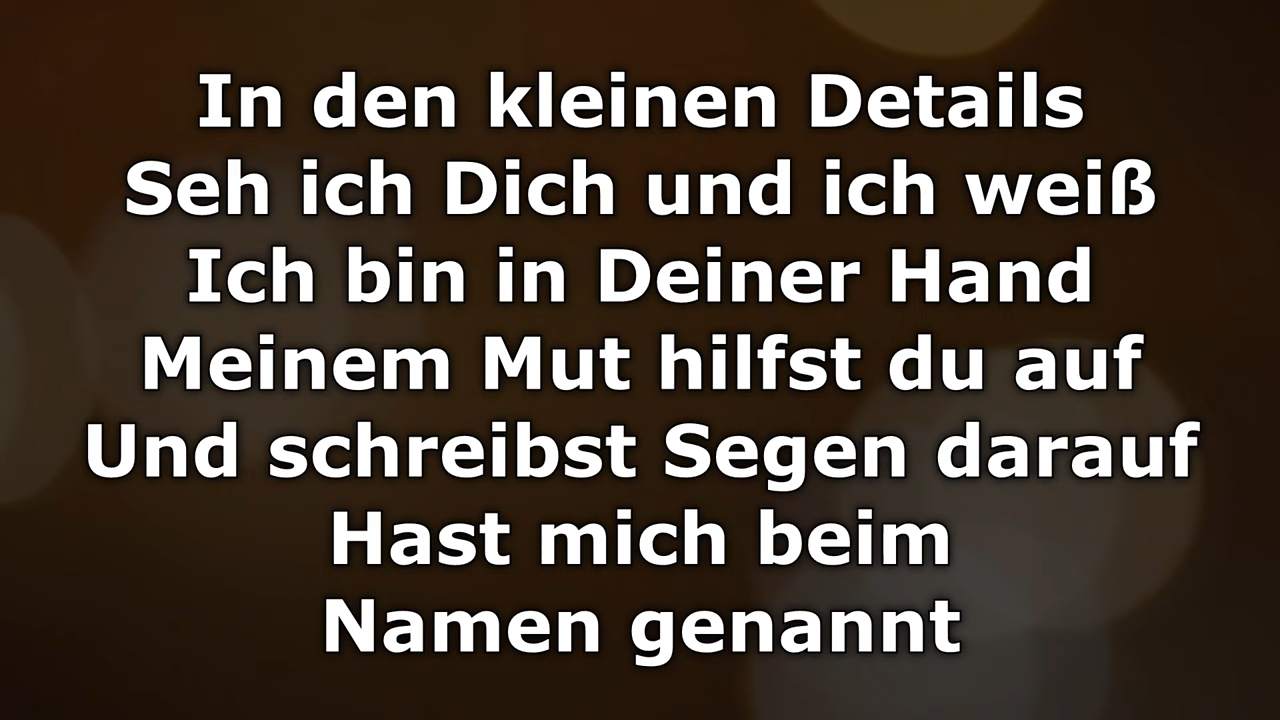 In den kleinen Details
Seh ich Dich und ich weiß
Ich bin in Deiner Hand
Meinem Mut hilfst du auf
Und schreibst Segen darauf
Hast mich beim
Namen genannt